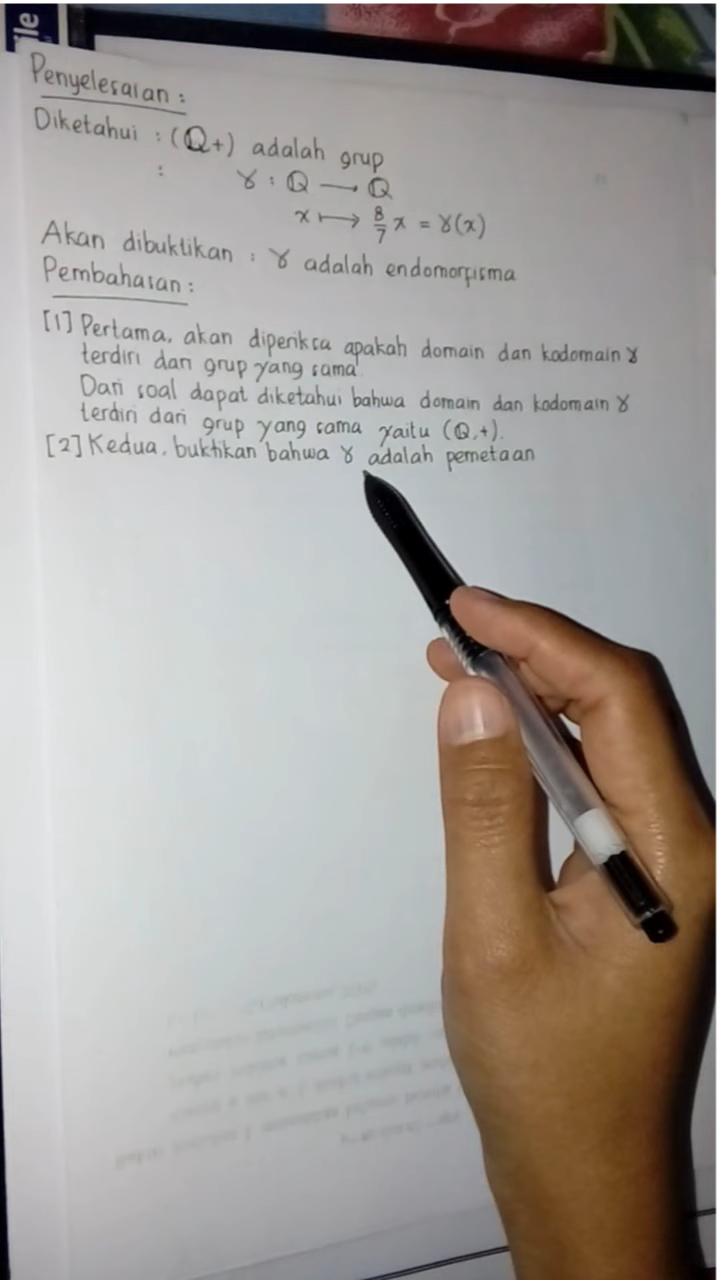 ile
Penyelesaian :
Diketahui : (Q+) adalah grup
: γ : Q → Q
x ↦ 8/7 x = γ(x)
Akan dibuktikan : γ adalah endomorfisma
Pembahasan :
[1] Pertama, akan diperiksa apakah domain dan kodomain γ
terdiri dari grup yang sama.
Dari soal dapat diketahui bahwa domain dan kodomain γ
terdiri dari grup yang sama yaitu (Q,+).
[2] Kedua, buktikan bahwa γ adalah pemetaan